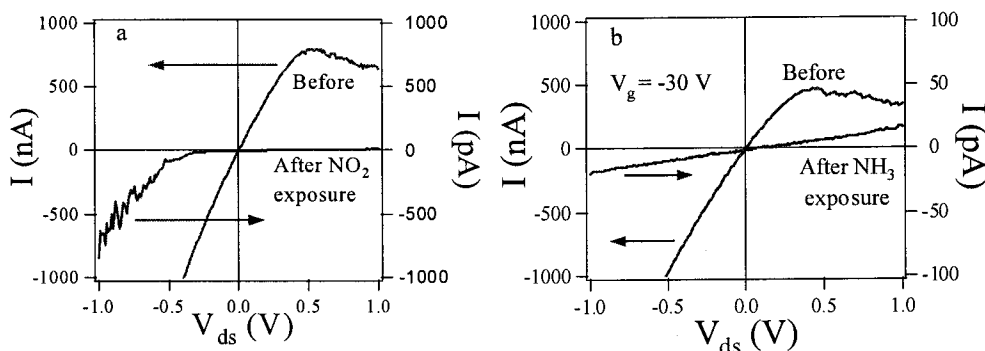 a
1000
500
0
-500
-1000
I (nA)
Before
After NO2
exposure
1000
500
0
-500
-1000
I (pA)
-1.0
-0.5
0.0
0.5
1.0
Vds (V)
b
Vg = -30 V
1000
500
0
-500
-1000
I (nA)
Before
After NH3
exposure
100
50
0
-50
-100
I (pA)
-1.0
-0.5
0.0
0.5
1.0
Vds (V)